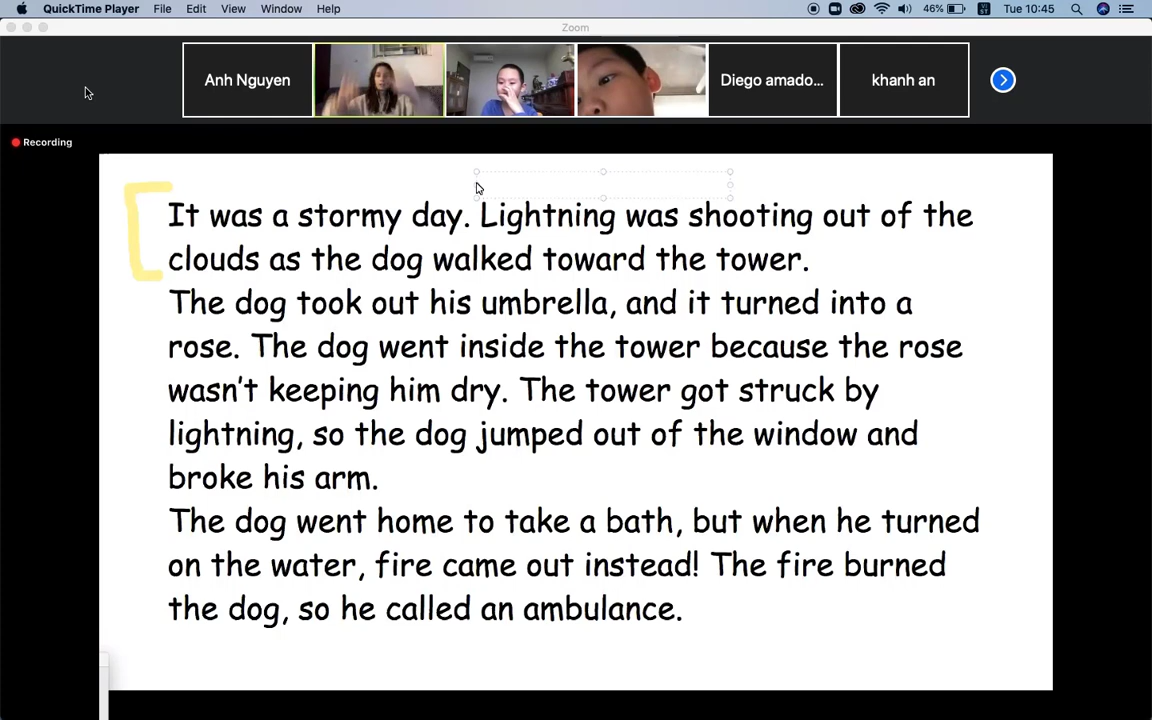 QuickTime Player File Edit View Window Help 46% Tue 10:45
Zoom
Anh Nguyen Diego amado... khanh an
Recording
It was a stormy day. Lightning was shooting out of the
clouds as the dog walked toward the tower.
The dog took out his umbrella, and it turned into a
rose. The dog went inside the tower because the rose
wasn't keeping him dry. The tower got struck by
lightning, so the dog jumped out of the window and
broke his arm.
The dog went home to take a bath, but when he turned
on the water, fire came out instead! The fire burned
the dog, so he called an ambulance.